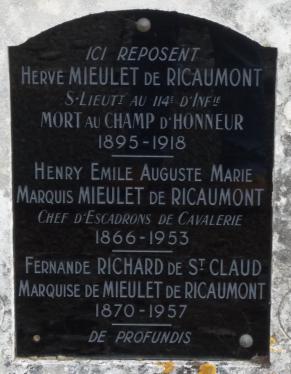 ICI REPOSENT
HERVÉ MIEULET DE RICAUMONT
S-LIEUTT AU 114E D'INFIE
MORT AU CHAMP D'HONNEUR
1895-1918
HENRY EMILE AUGUSTE MARIE
MARQUIS MIEULET DE RICAUMONT
CHEF D'ESCADRONS DE CAVALERIE
1866-1953
FERNANDE RICHARD DE ST CLAUD
MARQUISE DE MIEULET DE RICAUMONT
1870-1957
DE PROFUNDIS